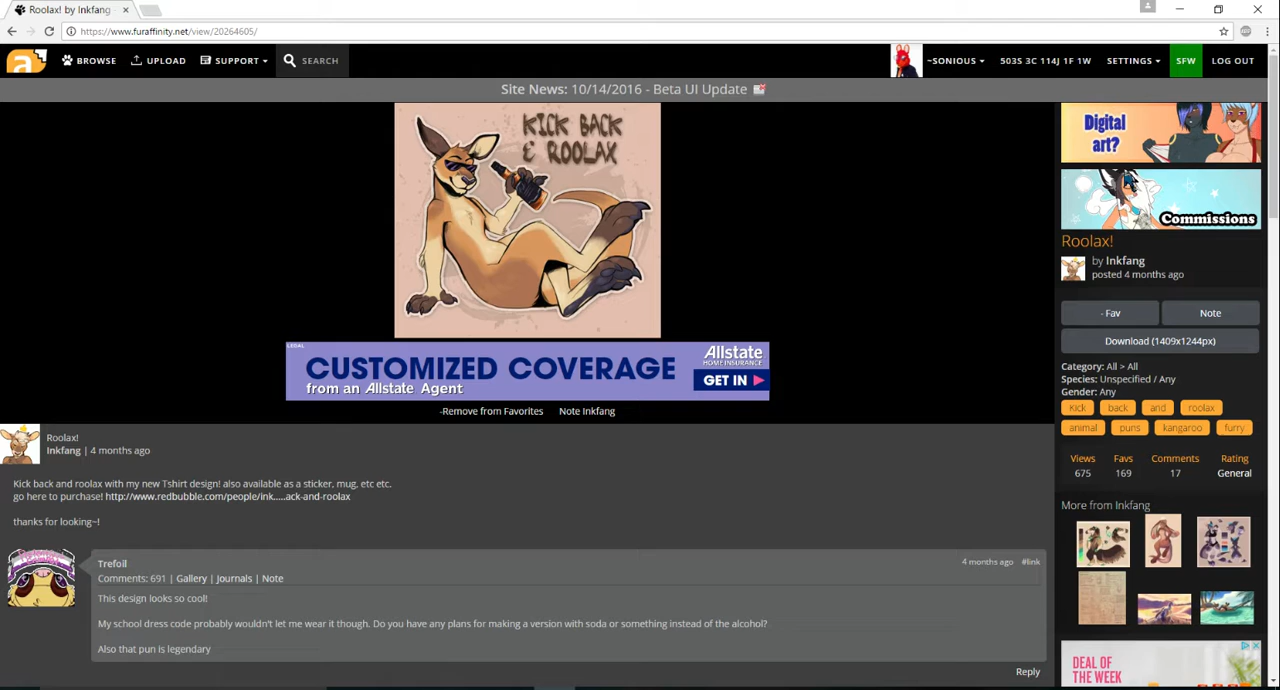 Roolax! by Inkfang
https://www.furaffinity.net/view/20264605/
BROWSE UPLOAD SUPPORT SEARCH ~SONIOUS 503S 3C 114J 1F 1W SETTINGS SFW LOG OUT
Site News: 10/14/2016 - Beta UI Update
KICK BACK
& ROOLAX
Digital
art?
Commissions
Roolax!
by Inkfang
posted 4 months ago
- Fav Note
Download (1409x1244px)
Category: All > All
Species: Unspecified / Any
Gender: Any
Kick back and roolax
animal puns kangaroo furry
Views Favs Comments Rating
675 169 17 General
More from Inkfang
DEAL OF
THE WEEK
LEGAL
CUSTOMIZED COVERAGE
from an Allstate Agent
Allstate
HOME INSURANCE
GET IN
-Remove from Favorites Note Inkfang
Roolax!
Inkfang | 4 months ago
Kick back and roolax with my new Tshirt design! also available as a sticker, mug, etc etc.
go here to purchase! http://www.redbubble.com/people/ink.....ack-and-roolax
thanks for looking~!
Trefoil 4 months ago #link
Comments: 691 | Gallery | Journals | Note
This design looks so cool!
My school dress code probably wouldn't let me wear it though. Do you have any plans for making a version with soda or something instead of the alcohol?
Also that pun is legendary
Reply